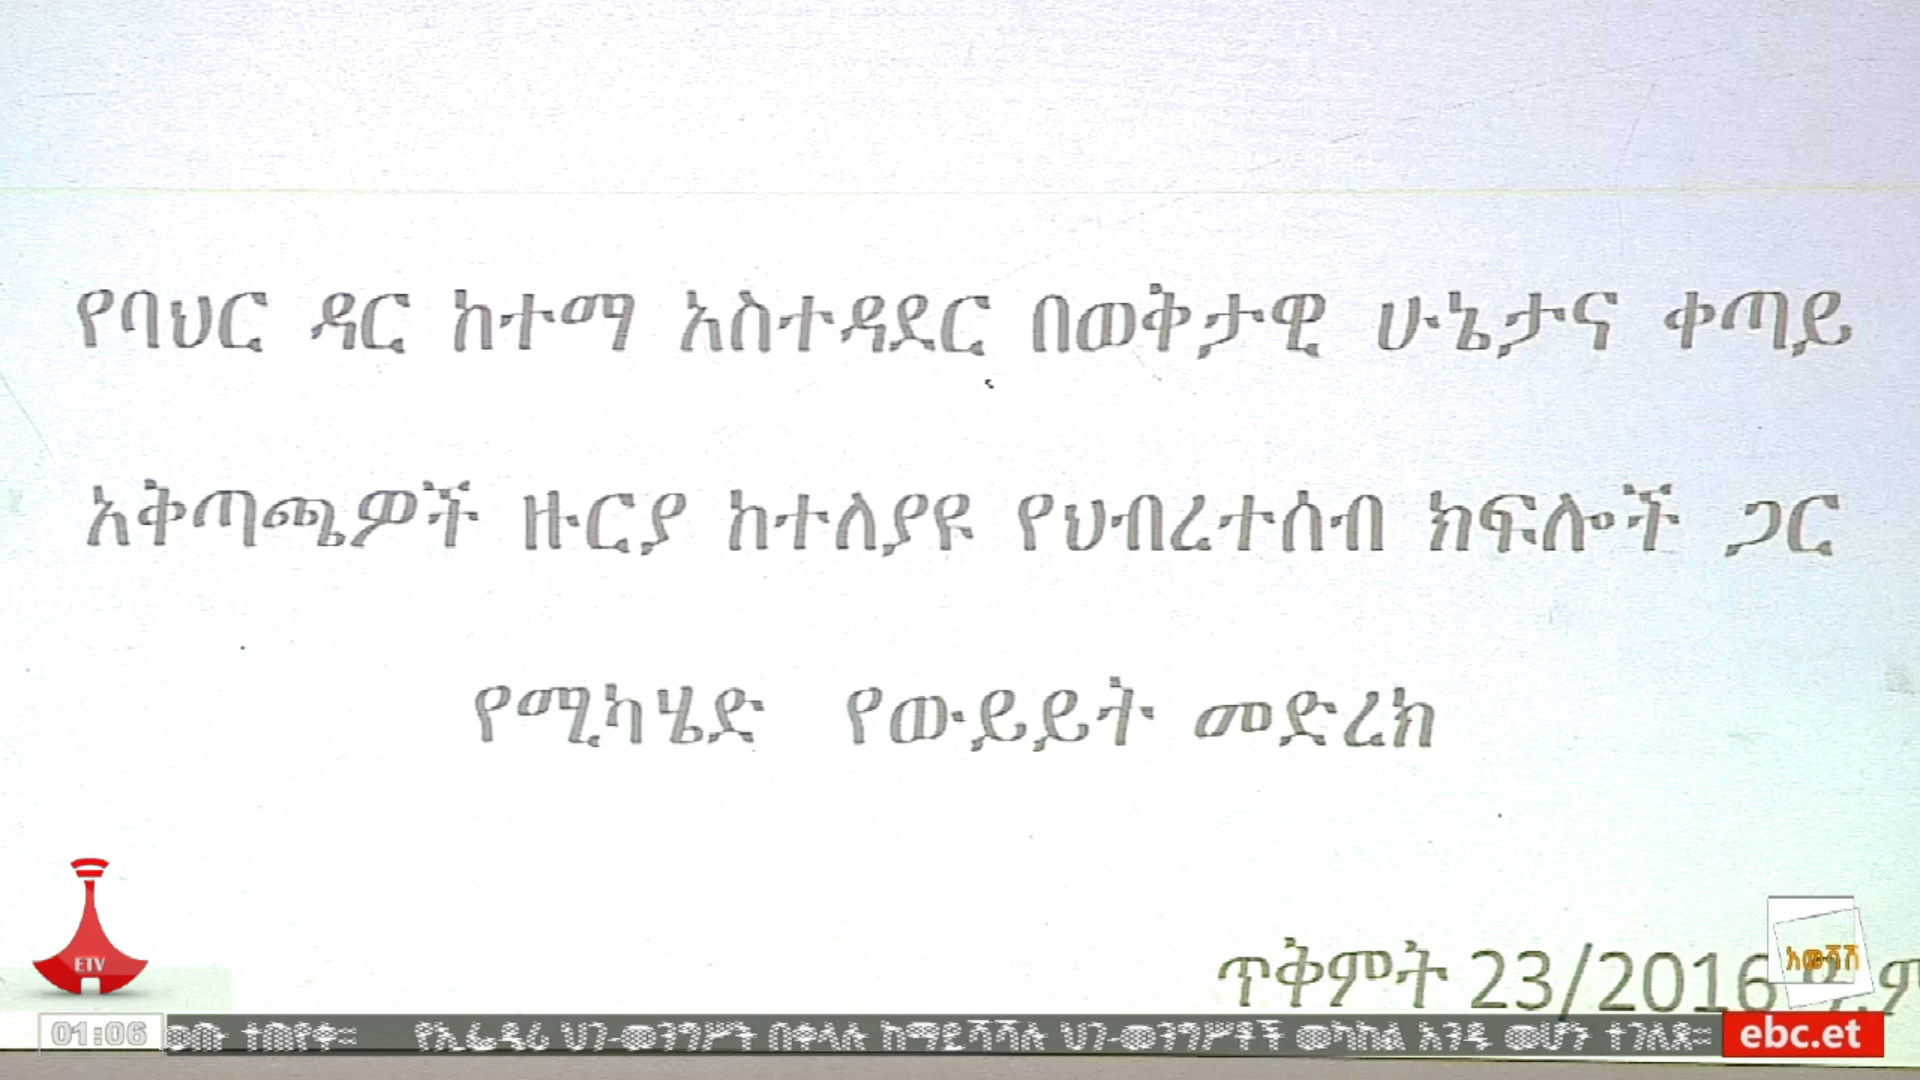 የባህር ዳር ከተማ አስተዳደር በወቅታዊ ሁኔታና ቀጣይ
አቅጣጫዎች ዙርያ ከተለያዩ የህብረተሰብ ክፍሎች ጋር
የሚካሄድ የውይይት መድረክ
ጥቅምት 23/2016
ETV
01:06
ebc.et